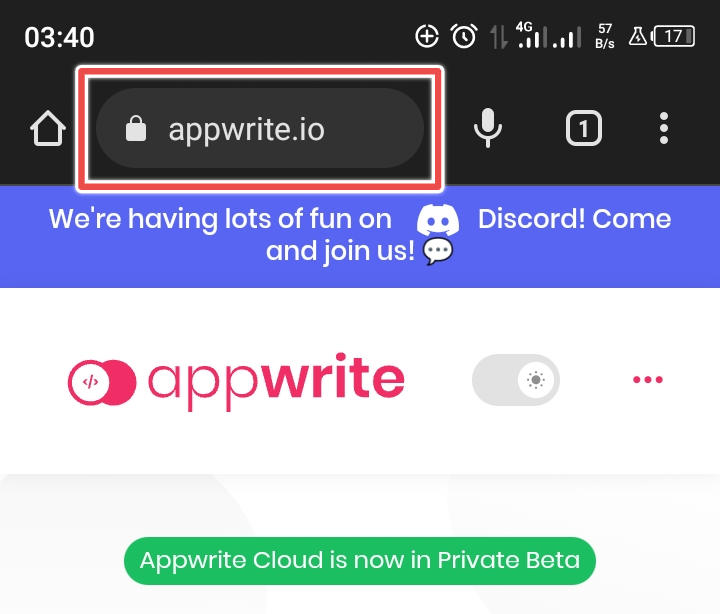 03:40 4G 57 B/s 17
appwrite.io 1
We're having lots of fun on Discord! Come
and join us!
</> appwrite
Appwrite Cloud is now in Private Beta